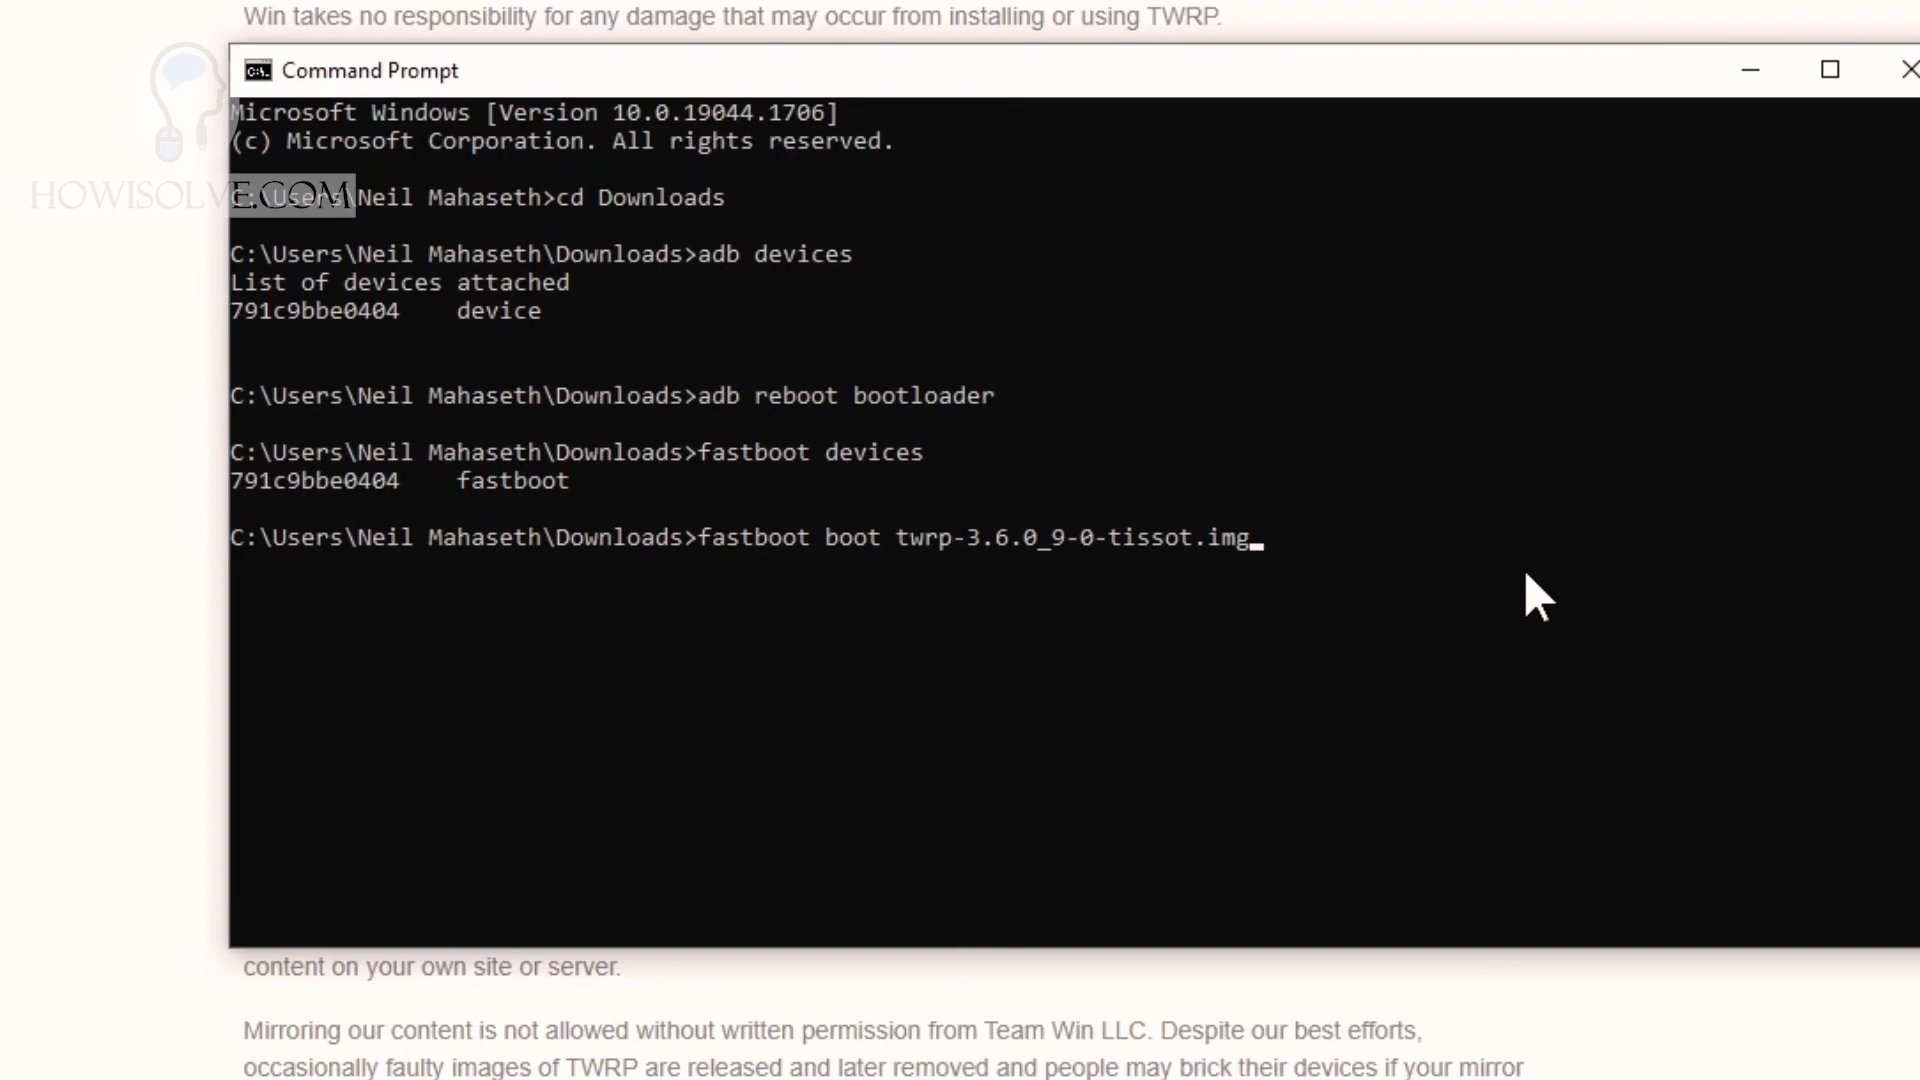 Win takes no responsibility for any damage that may occur from installing or using TWRP.
Command Prompt
Microsoft Windows [Version 10.0.19044.1706]
(c) Microsoft Corporation. All rights reserved.
HOWISOLVE.COM
C:\Users\Neil Mahaseth>cd Downloads
C:\Users\Neil Mahaseth\Downloads>adb devices
List of devices attached
791c9bbe0404    device
C:\Users\Neil Mahaseth\Downloads>adb reboot bootloader
C:\Users\Neil Mahaseth\Downloads>fastboot devices
791c9bbe0404    fastboot
C:\Users\Neil Mahaseth\Downloads>fastboot boot twrp-3.6.0_9-0-tissot.img
content on your own site or server.
Mirroring our content is not allowed without written permission from Team Win LLC. Despite our best efforts,
occasionally faulty images of TWRP are released and later removed and people may brick their devices if your mirror